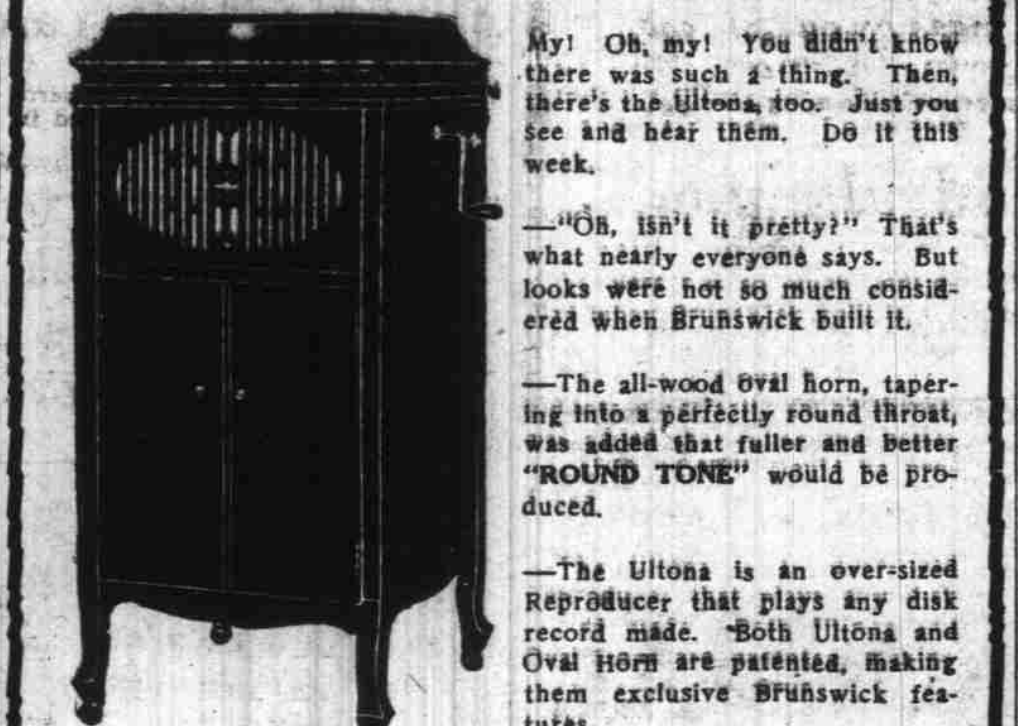 My! Oh, my! You didn't know
there was such a thing. Then,
there's the Ultona, too. Just you
see and hear them. Do it this
week.
—"Oh, isn't it pretty?" That's
what nearly everyone says. But
looks were not so much consid-
ered when Brunswick built it.
—The all-wood oval horn, taper-
ing into a perfectly round throat,
was added that fuller and better
"ROUND TONE" would be pro-
duced.
—The Ultona is an over-sized
Reproducer that plays any disk
record made. Both Ultona and
Oval Horn are patented, making
them exclusive Brunswick fea-
tures.